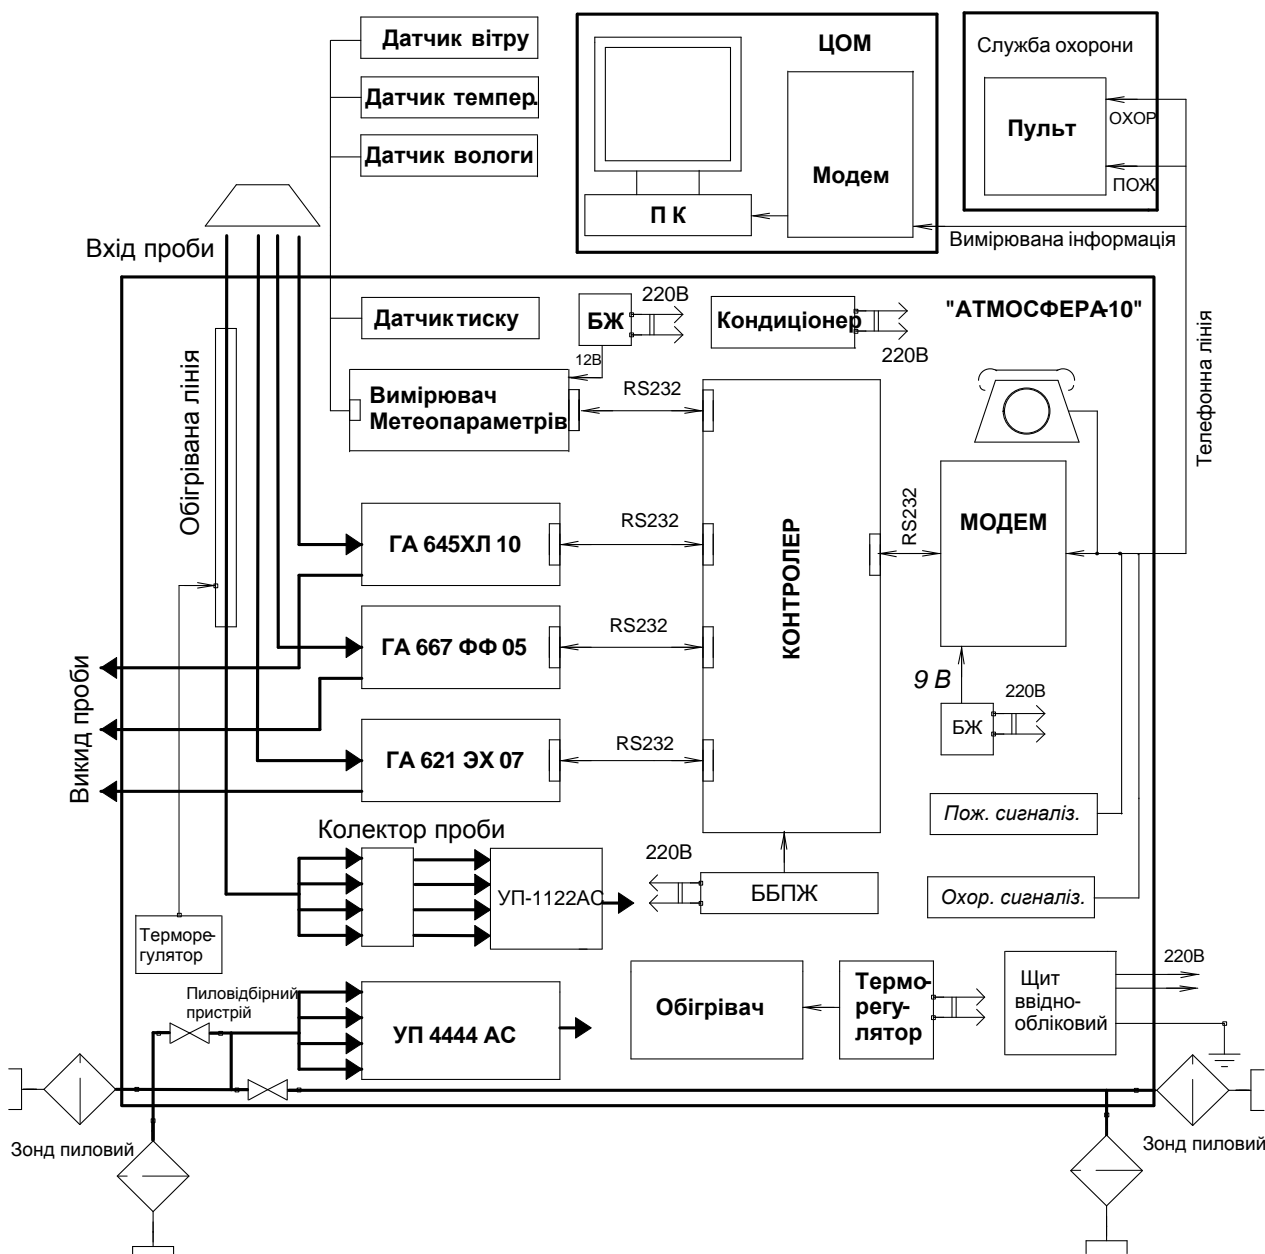 Датчик вітру
Датчик темпер.
Датчик вологи
ЦОМ
Модем
П К
Служба охорони
Пульт
ОХОР
ПОЖ
Вимірювана інформація
Вхід проби
"АТМОСФЕРА-10"
Телефонна лінія
Обігрівана лінія
Датчик тиску
БЖ
220В
12В
Кондиціонер
220В
Вимірювач
Метеопараметрів
RS232
ГА 645ХЛ 10
RS232
КОНТРОЛЕР
RS232
МОДЕМ
ГА 667 ФФ 05
RS232
9 В
БЖ
220В
Викид проби
ГА 621 ЭХ 07
RS232
Пож. сигналіз.
Охор. сигналіз.
Колектор проби
УП-1122АС
220В
ББПЖ
Терморе-
гулятор
Пиловідбірний
пристрій
УП 4444 АС
Обігрівач
Термо-
регу-
лятор
Щит
ввідно-
обліковий
220В
Зонд пиловий
Зонд пиловий